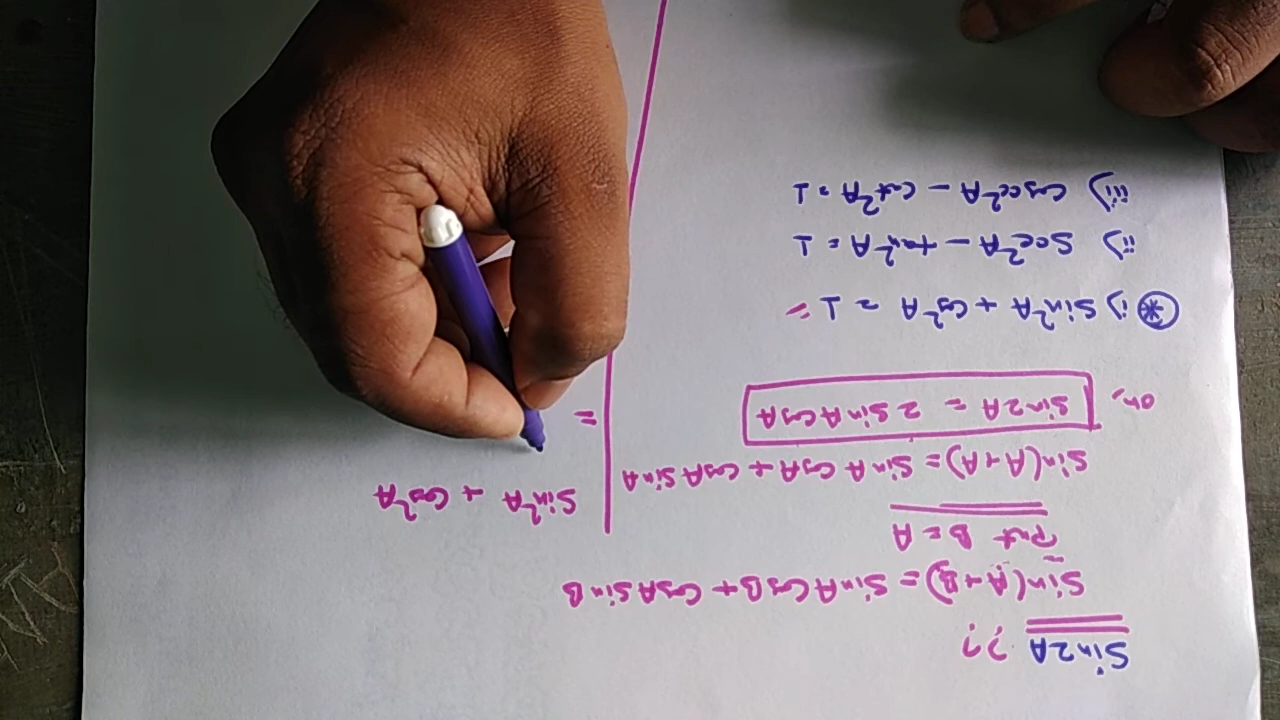 Sin2A ??
Sin(A+B) = SinA CosB + CosA SinB
Put B = A
Sin(A+A) = SinA CosA + CosA SinA
or, Sin2A = 2 SinA CosA
i) Sin²A + Cos²A = 1
ii) Sec²A - tan²A = 1
iii) Cosec²A - Cot²A = 1
Sin²A + Cos²A
=